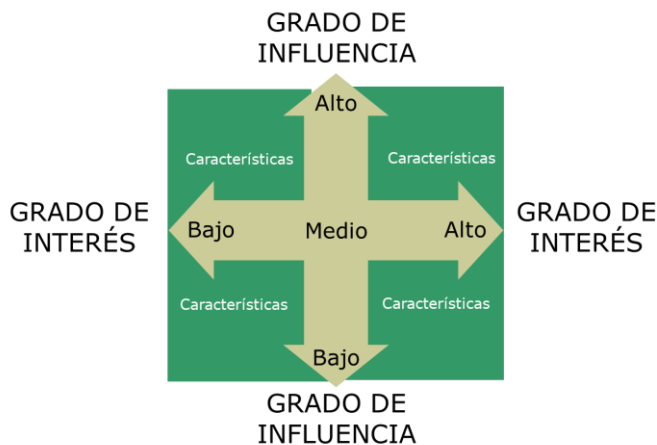 GRADO DE
INFLUENCIA
Alto
Características
Características
GRADO DE
INTERÉS
Bajo
Medio
Alto
GRADO DE
INTERÉS
Características
Características
Bajo
GRADO DE
INFLUENCIA